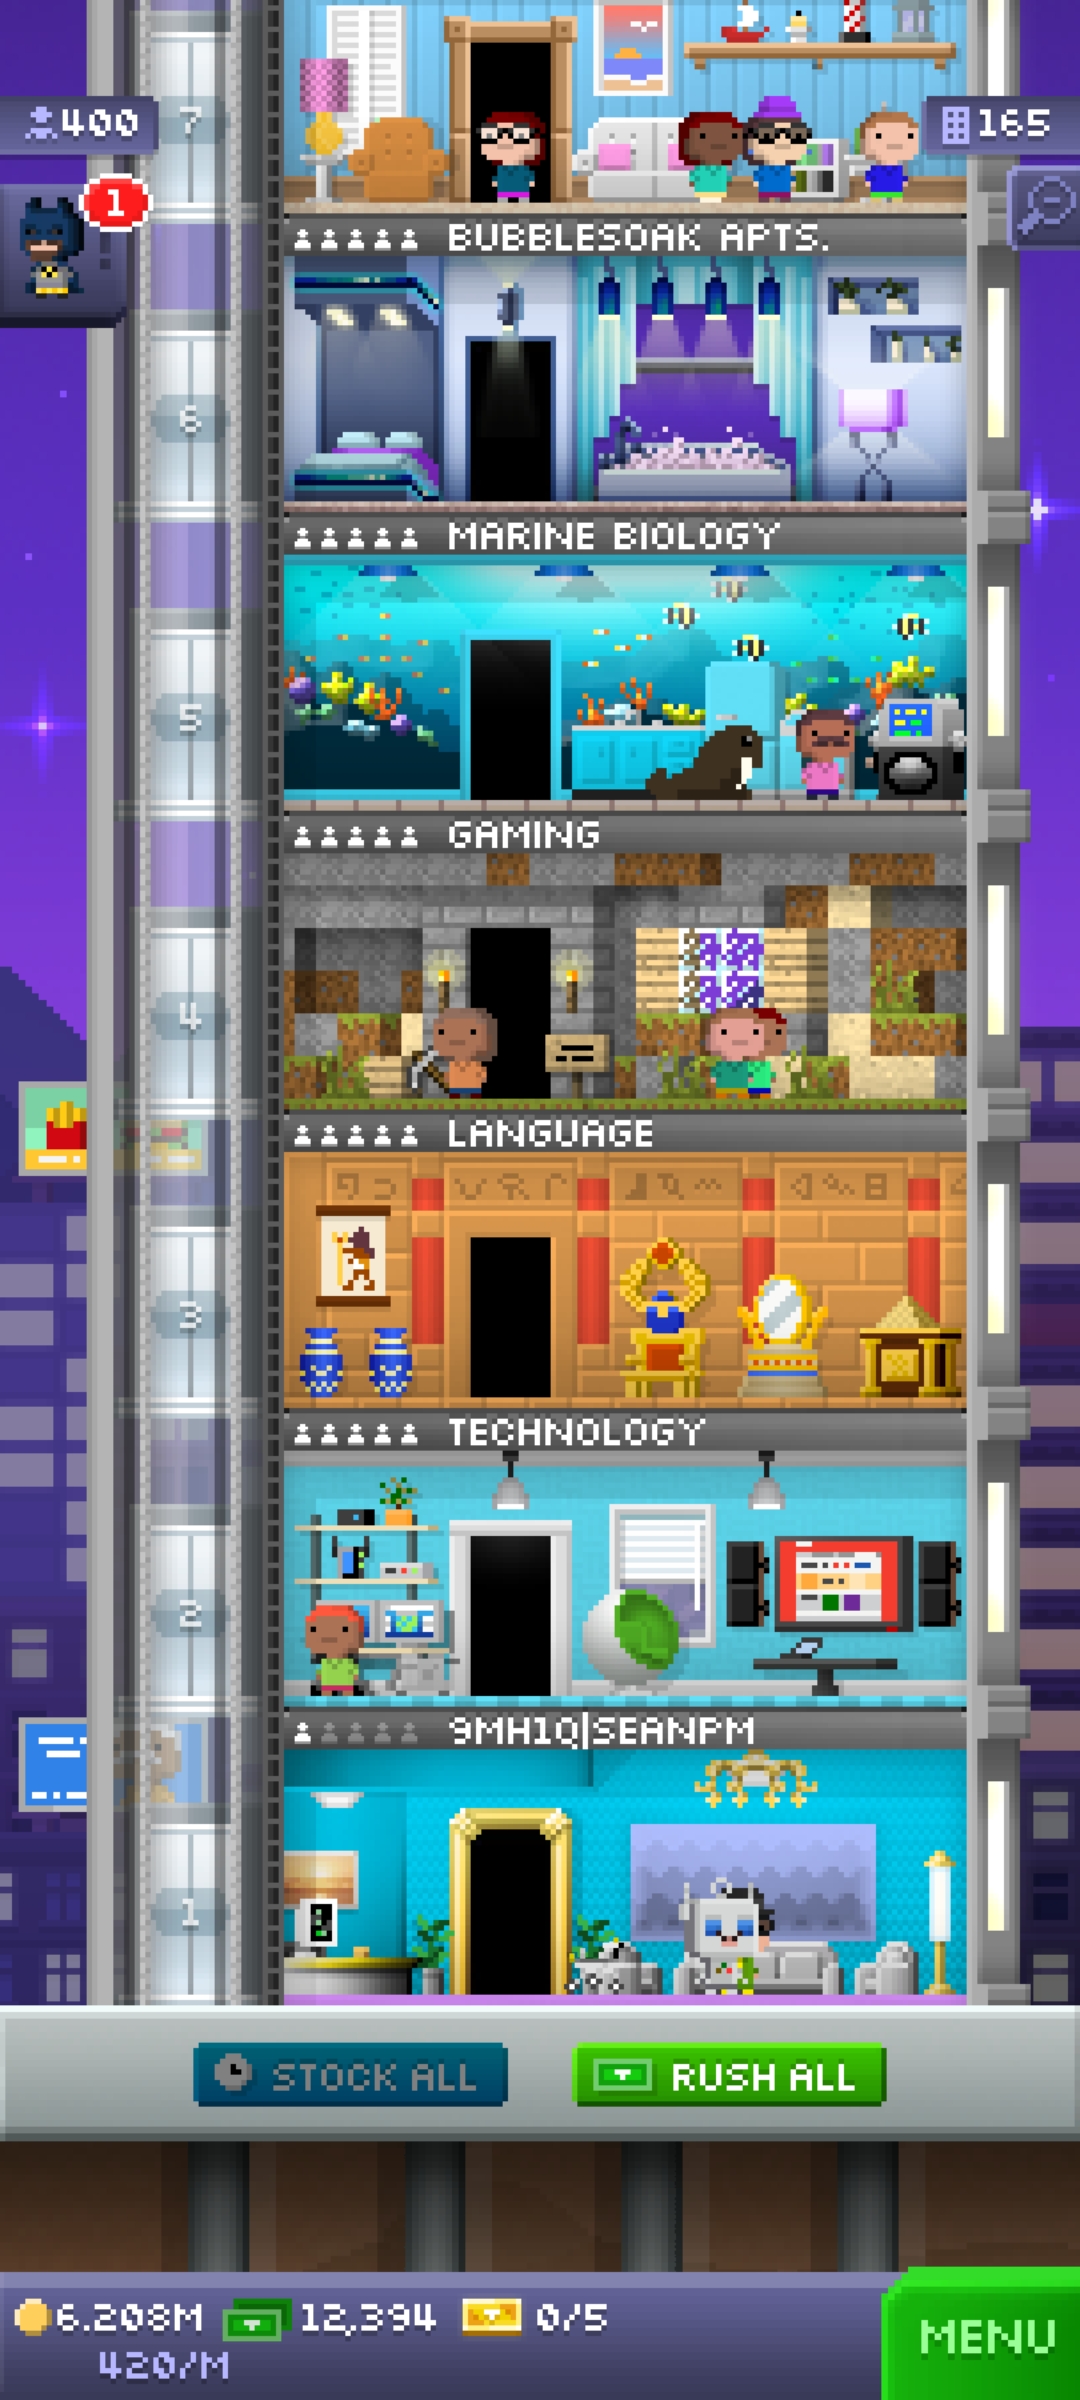 7
400
165
1
BUBBLESOAK APTS.
6
MARINE BIOLOGY
5
GAMING
4
LANGUAGE
3
TECHNOLOGY
2
9MH1Q|SEANPM
1
STOCK ALL
RUSH ALL
6.208M
12,394
0/5
420/M
MENU